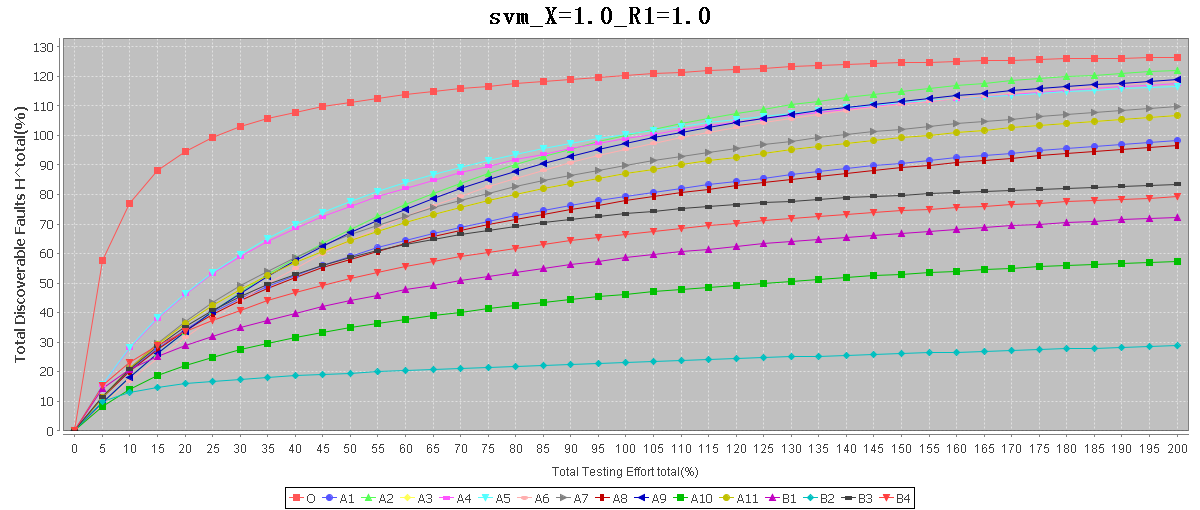 svm_X=1.0_R1=1.0
Total Discoverable Faults H^total(%)
130
120
110
100
90
80
70
60
50
40
30
20
10
0
0 5 10 15 20 25 30 35 40 45 50 55 60 65 70 75 80 85 90 95 100 105 110 115 120 125 130 135 140 145 150 155 160 165 170 175 180 185 190 195 200
Total Testing Effort total(%)
O A1 A2 A3 A4 A5 A6 A7 A8 A9 A10 A11 B1 B2 B3 B4